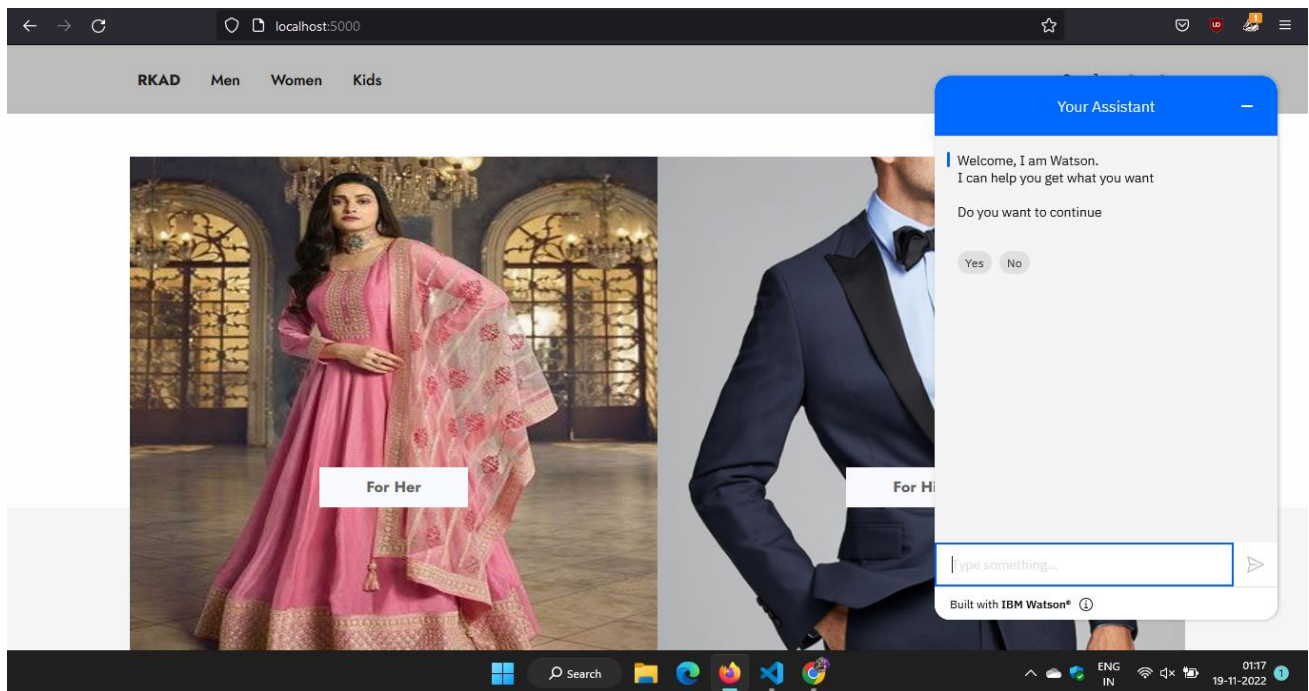 localhost:5000
RKAD Men Women Kids
Your Assistant
Welcome, I am Watson.
I can help you get what you want
Do you want to continue
Yes No
For Her
For Hi
Type something...
Built with IBM Watson® i
Search
ENG
IN
01:17
19-11-2022
1
1